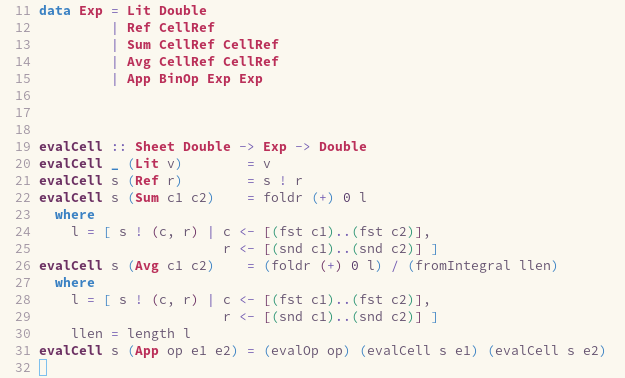 11 data Exp = Lit Double
12          | Ref CellRef
13          | Sum CellRef CellRef
14          | Avg CellRef CellRef
15          | App BinOp Exp Exp
16
17
18
19 evalCell :: Sheet Double -> Exp -> Double
20 evalCell _ (Lit v)        = v
21 evalCell s (Ref r)        = s ! r
22 evalCell s (Sum c1 c2)    = foldr (+) 0 l
23   where
24     l = [ s ! (c, r) | c <- [(fst c1)..(fst c2)],
25                        r <- [(snd c1)..(snd c2)] ]
26 evalCell s (Avg c1 c2)    = (foldr (+) 0 l) / (fromIntegral llen)
27   where
28     l = [ s ! (c, r) | c <- [(fst c1)..(fst c2)],
29                        r <- [(snd c1)..(snd c2)] ]
30     llen = length l
31 evalCell s (App op e1 e2) = (evalOp op) (evalCell s e1) (evalCell s e2)
32